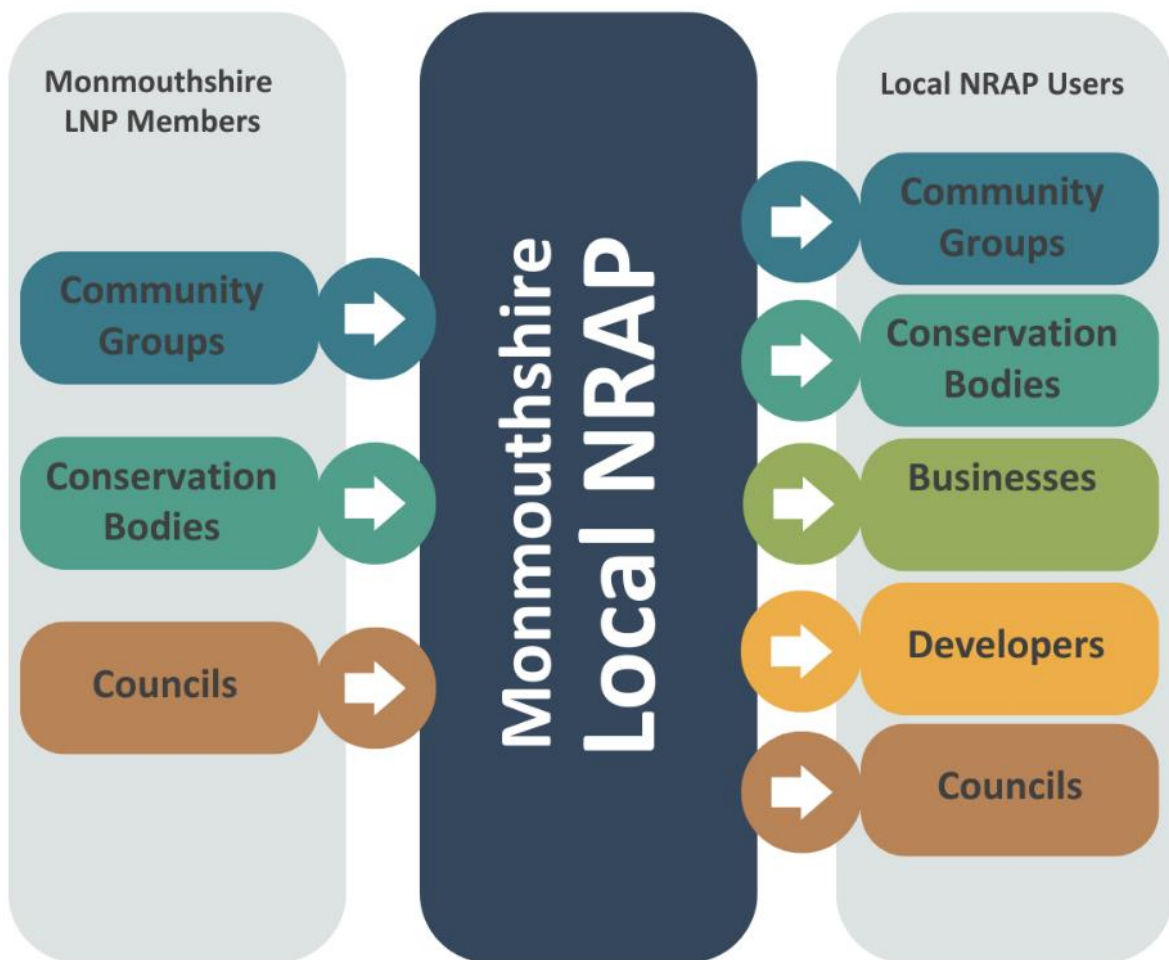 Monmouthshire
LNP Members
Community
Groups
Conservation
Bodies
Councils
Monmouthshire
Local NRAP
Local NRAP Users
Community
Groups
Conservation
Bodies
Businesses
Developers
Councils